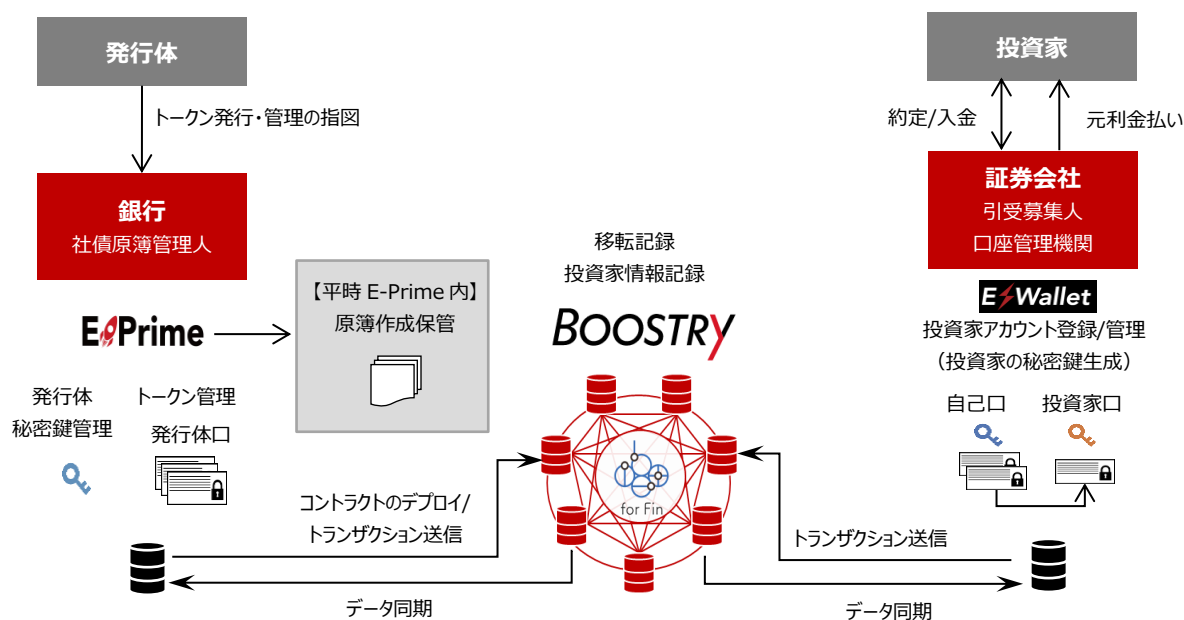 発行体
トークン発行・管理の指図
銀行
社債原簿管理人
E-Prime
【平時 E-Prime 内】
原簿作成保管
発行体
秘密鍵管理
トークン管理
発行体口
移転記録
投資家情報記録
BOOSTRY
for Fin
コントラクトのデプロイ/
トランザクション送信
データ同期
投資家
約定/入金
元利金払い
証券会社
引受募集人
口座管理機関
E-Wallet
投資家アカウント登録/管理
（投資家の秘密鍵生成）
自己口
投資家口
トランザクション送信
データ同期